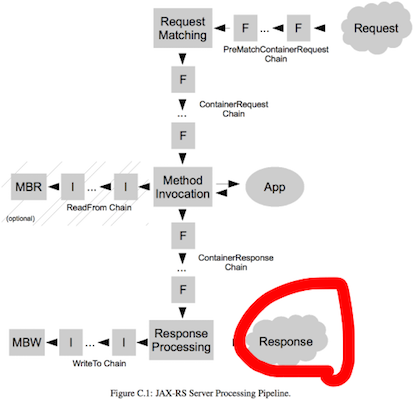 Request
Matching
F
...
F
Request
PreMatchContainerRequest
Chain
F
...
ContainerRequest
Chain
F
MBR
I
...
I
Method
Invocation
App
(optional)
ReadFrom Chain
F
...
ContainerResponse
Chain
F
MBW
I
...
I
Response
Processing
Response
WriteTo Chain
Figure C.1: JAX-RS Server Processing Pipeline.